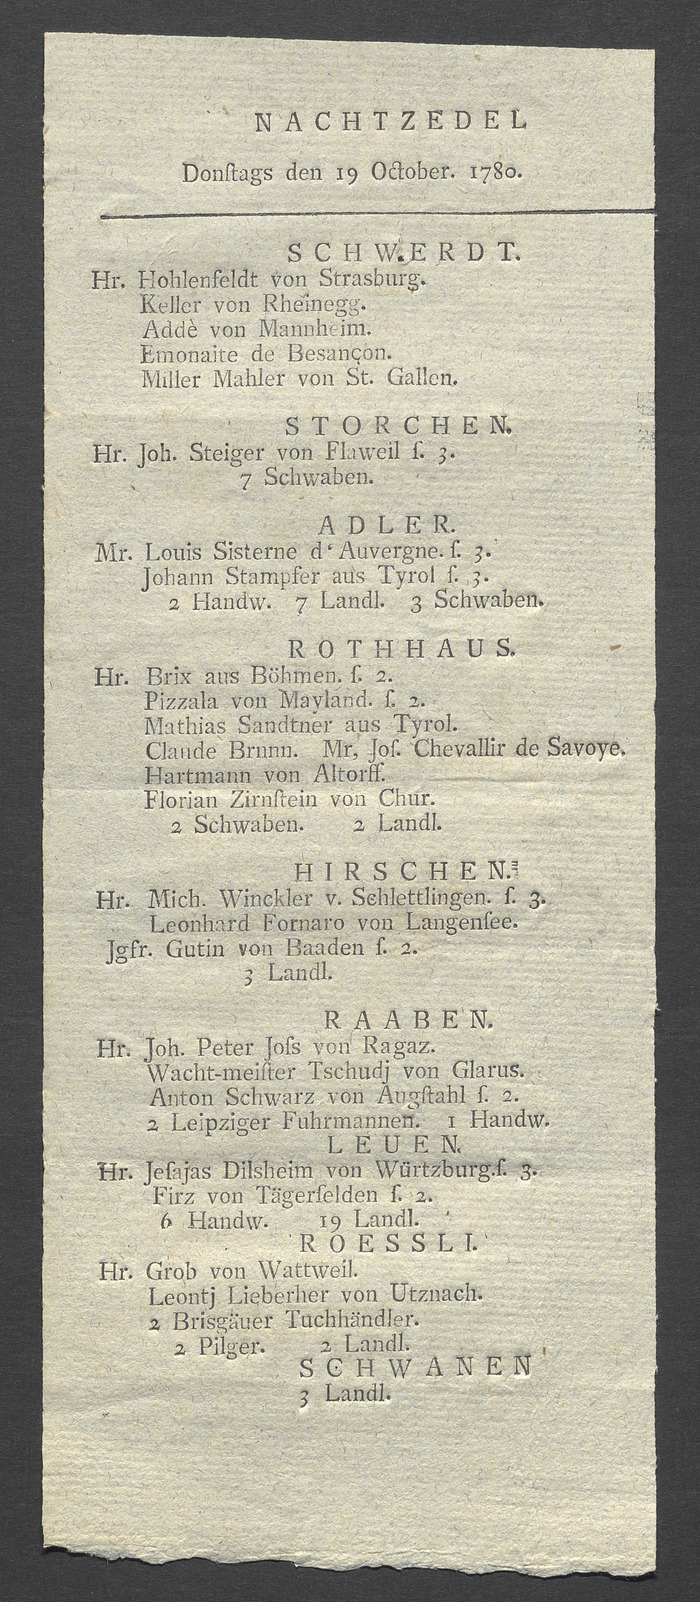 NACHTZEDEL
Donſtags den 19 October. 1780.
SCHWERDT.
Hr. Hohlenfeldt von Strasburg.
Keller von Rheinegg.
Addè von Mannheim.
Emonaite de Besançon.
Miller Mahler von St. Gallen.
STORCHEN.
Hr. Joh. Steiger von Flaweil ſ. 3.
7 Schwaben.
ADLER.
Mr. Louis Sisterne d‘Auvergne. ſ. 3.
Johann Stampfer aus Tyrol ſ. 3.
2 Handw. 7 Landl. 3 Schwaben.
ROTHHAUS.
Hr. Brix aus Böhmen. ſ. 2.
Pizzala von Mayland. ſ. 2.
Mathias Sandtner aus Tyrol.
Claude Brunn. Mr, Joſ. Chevallir de Savoye.
Hartmann von Altorff.
Florian Zirnſtein von Chur.
2 Schwaben. 2 Landl.
HIRSCHEN.
Hr. Mich. Winckler v. Schlettlingen. ſ. 3.
Leonhard Fornaro von Langenſee.
Jgfr. Gutin von Baaden ſ. 2.
3 Landl.
RAABEN.
Hr. Joh. Peter Joſs von Ragaz.
Wacht-meiſter Tschudj von Glarus.
Anton Schwarz von Augſtahl ſ. 2.
2 Leipziger Fuhrmannen. 1 Handw.
LEUEN.
Hr. Jeſajas Dilsheim von Würtzburg.ſ. 3.
Firz von Tägerfelden ſ. 2.
6 Handw. 19 Landl.
ROESSLI.
Hr. Grob von Wattweil.
Leontj Lieberher von Utznach.
2 Brisgäuer Tuchhändler.
2 Pilger. 2 Landl.
SCHWANEN
3 Landl.